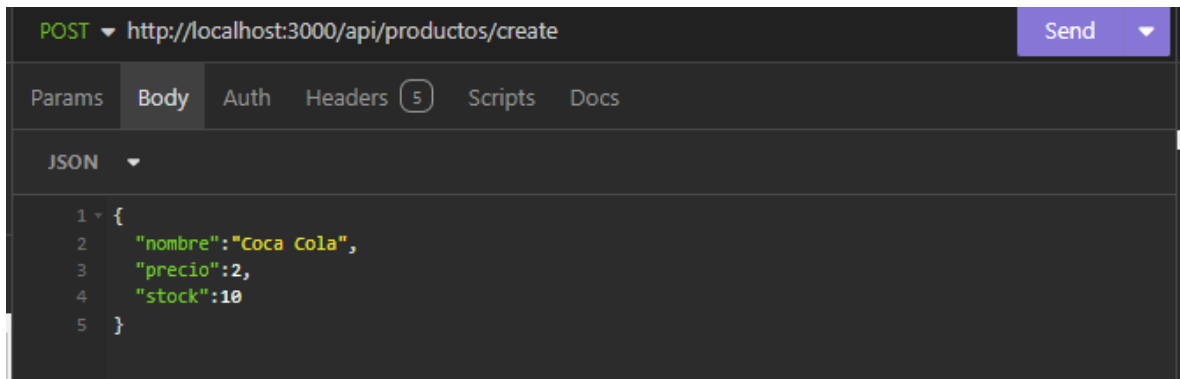 POST http://localhost:3000/api/productos/create Send
Params Body Auth Headers 5 Scripts Docs
JSON
1 {
2 "nombre":"Coca Cola",
3 "precio":2,
4 "stock":10
5 }